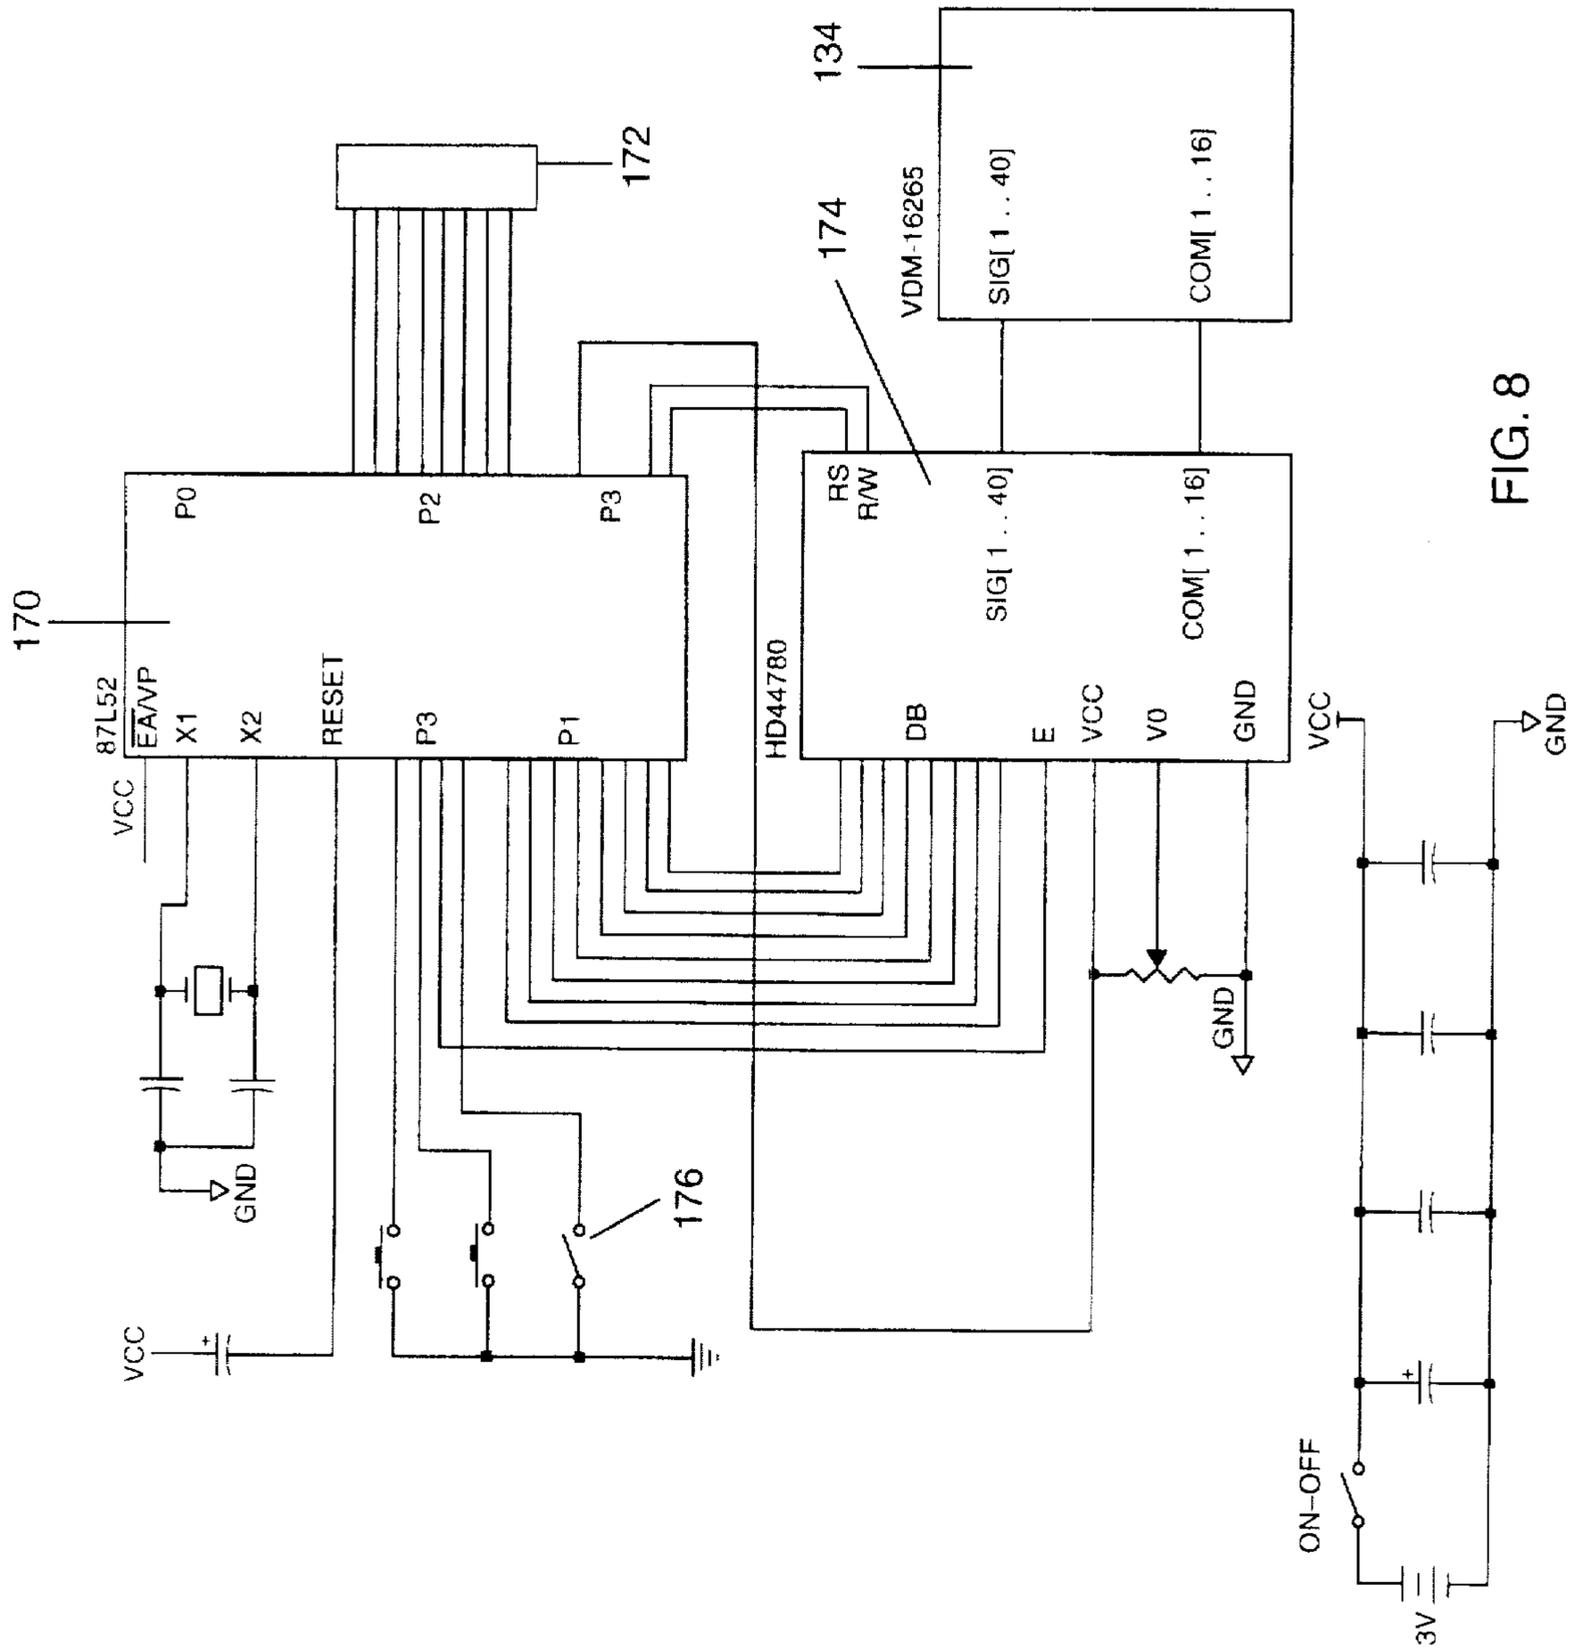 170
87L52
VCC
EA/VP
X1
X2
RESET
P3
P1
P0
P2
P3
172
GND
VCC
+
176
HD44780
DB
E
VCC
V0
GND
RS
R/W
SIG[ 1 . . . 40]
COM[ 1 . . . 16]
174
GND
VDM-16265
134
SIG[ 1 . . . 40]
COM[ 1 . . . 16]
3V
ON-OFF
+
VCC
GND
FIG. 8